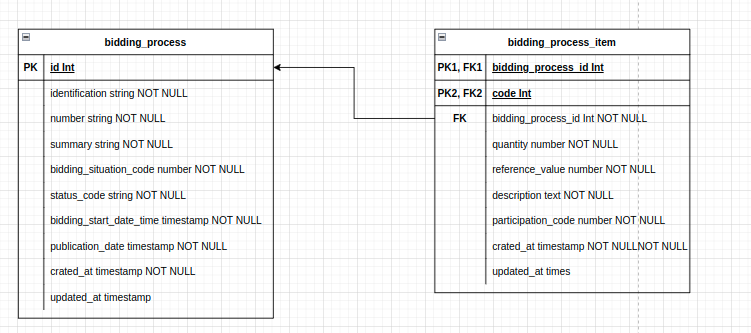 bidding_process
PK id Int
identification string NOT NULL
number string NOT NULL
summary string NOT NULL
bidding_situation_code number NOT NULL
status_code string NOT NULL
bidding_start_date_time timestamp NOT NULL
publication_date timestamp NOT NULL
crated_at timestamp NOT NULL
updated_at timestamp
bidding_process_item
PK1, FK1 bidding_process_id Int
PK2, FK2 code Int
FK bidding_process_id Int NOT NULL
quantity number NOT NULL
reference_value number NOT NULL
description text NOT NULL
participation_code number NOT NULL
crated_at timestamp NOT NULLNOT NULL
updated_at times